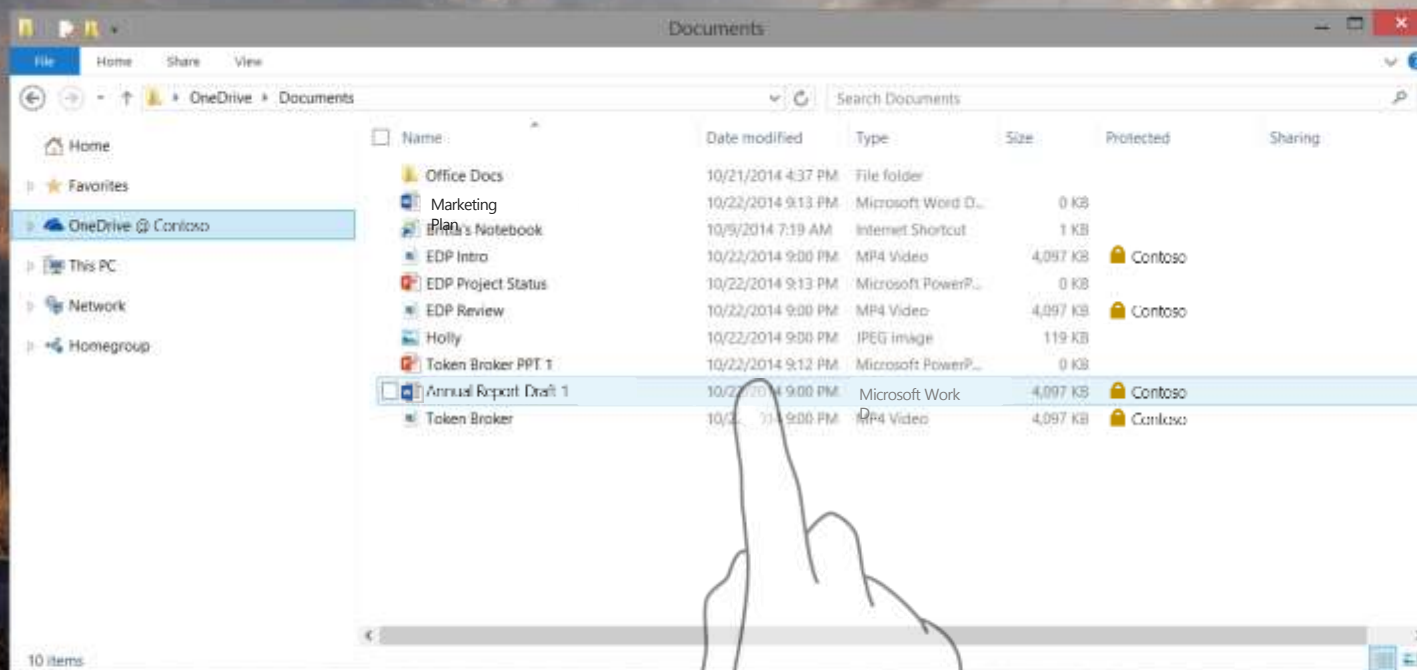 Documents
File Home Share View
OneDrive Documents Search Documents
Home
Favorites
OneDrive @ Contoso
This PC
Network
Homegroup
Name Date modified Type Size Protected Sharing
Office Docs 10/21/2014 4:37 PM File folder
Marketing Plan 10/22/2014 9:13 PM Microsoft Word D... 0 KB
Notebook 10/9/2014 7:19 AM Internet Shortcut 1 KB
EDP Intro 10/22/2014 9:00 PM MP4 Video 4,097 KB Contoso
EDP Project Status 10/22/2014 9:13 PM Microsoft PowerP... 0 KB
EDP Review 10/22/2014 9:00 PM MP4 Video 4,097 KB Contoso
Holly 10/22/2014 9:00 PM JPEG image 119 KB
Token Broker PPT 1 10/22/2014 9:12 PM Microsoft PowerP... 0 KB
Annual Report Draft 1 9:00 PM Microsoft Work D... 4,097 KB Contoso
Token Broker 9:00 PM MP4 Video 4,097 KB Contoso
10 items